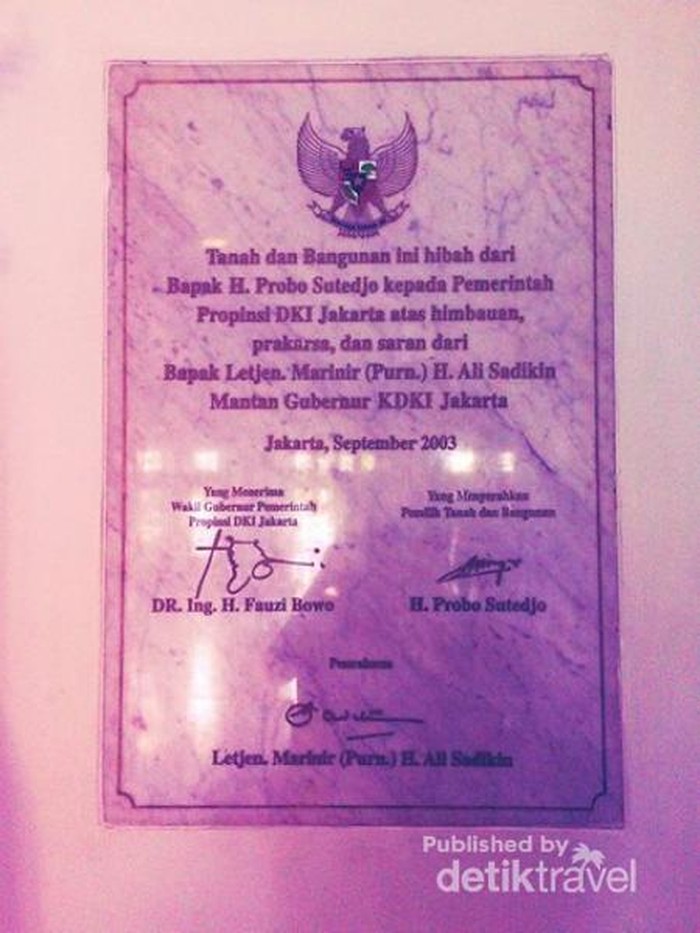 Tanah dan Bangunan ini hibah dari
Bapak H. Probo Sutedjo kepada Pemerintah
Propinsi DKI Jakarta atas himbauan,
prakarsa, dan saran dari
Bapak Letjen. Marinir (Purn.) H. Ali Sadikin
Mantan Gubernur KDKI Jakarta
Jakarta, September 2003
Yang Menerima
Wakil Gubernur Pemerintah
Propinsi DKI Jakarta
DR. Ing. H. Fauzi Bowo
Yang Menyerahkan
Pemilik Tanah dan Bangunan
H. Probo Sutedjo
Pemrakarsa
Letjen. Marinir (Purn.) H. Ali Sadikin
Published by
detiktravel